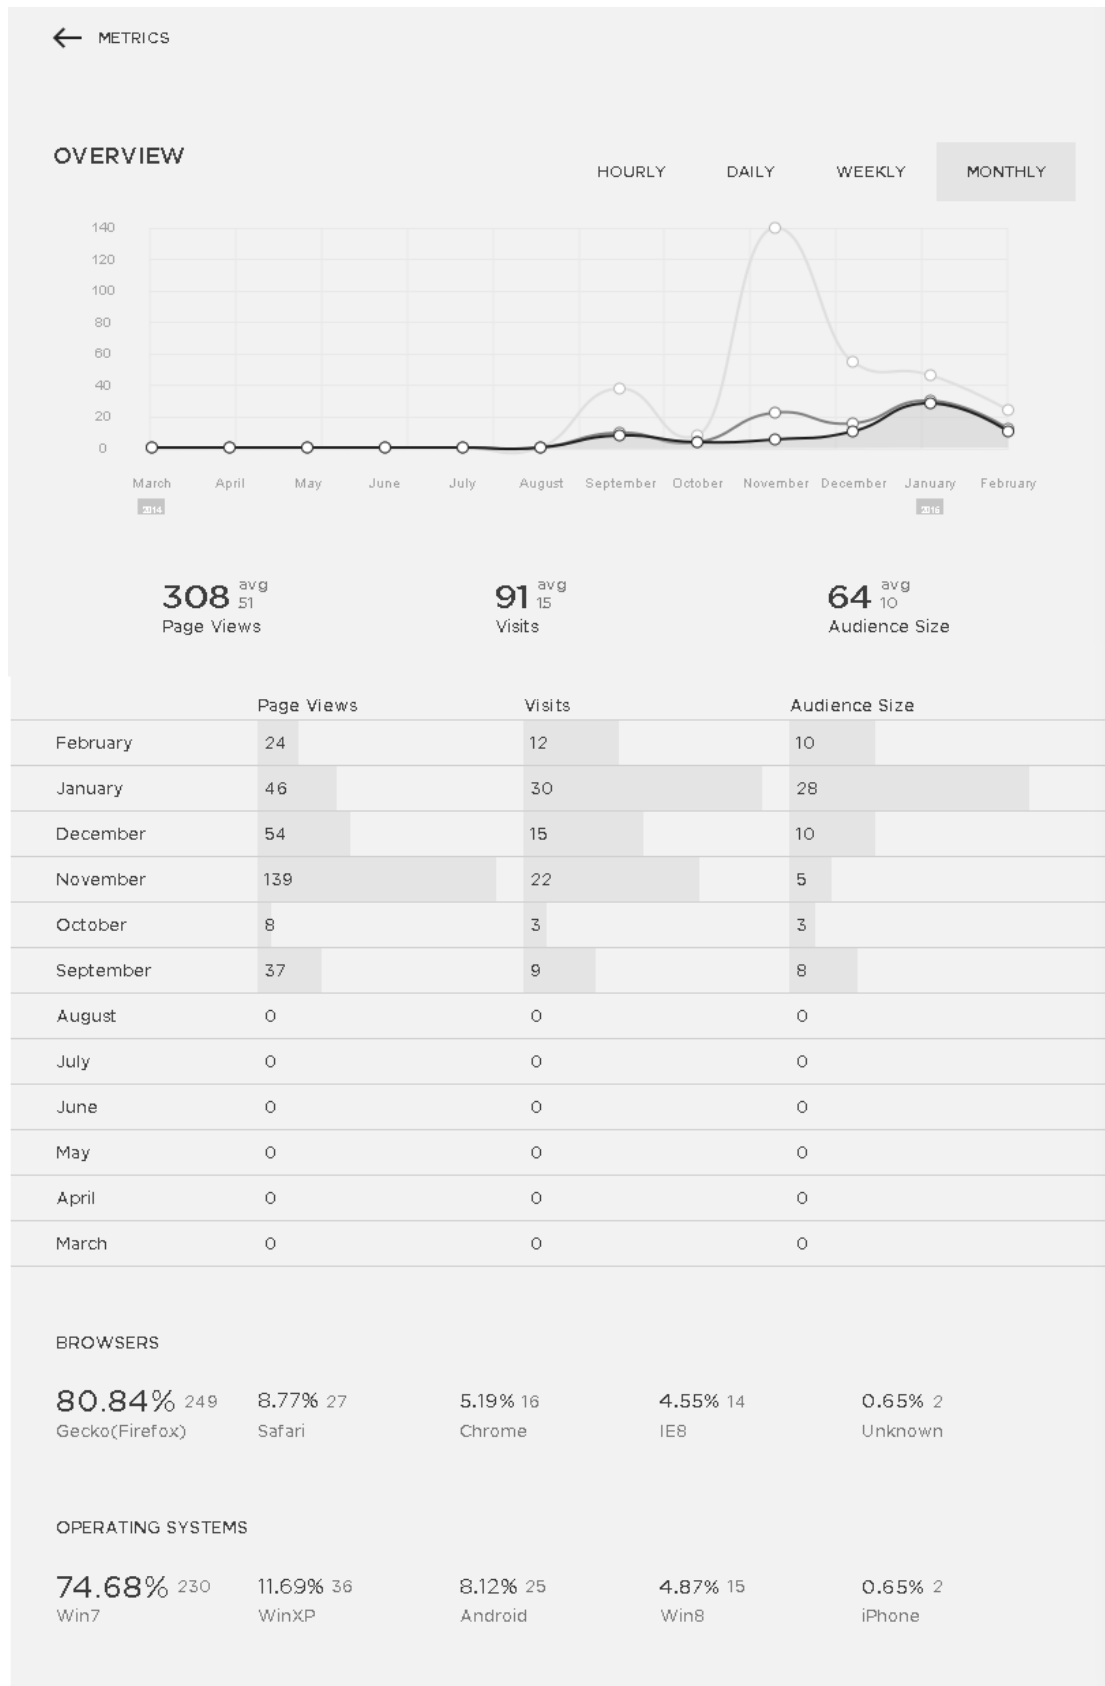 METRICS
OVERVIEW
HOURLY DAILY WEEKLY MONTHLY
140
120
100
80
60
40
20
0
March April May June July August September October November December January February
2014
308 avg 51 91 avg 15 64 avg 10
Page Views Visits Audience Size
Page Views Visits Audience Size
February 24 12 10
January 46 30 28
December 54 15 10
November 139 22 5
October 8 3 3
September 37 9 8
August 0 0 0
July 0 0 0
June 0 0 0
May 0 0 0
April 0 0 0
March 0 0 0
BROWSERS
80.84% 249 8.77% 27 5.19% 16 4.55% 14 0.65% 2
Gecko(Firefox) Safari Chrome IE8 Unknown
OPERATING SYSTEMS
74.68% 230 11.69% 36 8.12% 25 4.87% 15 0.65% 2
Win7 WinXP Android Win8 iPhone